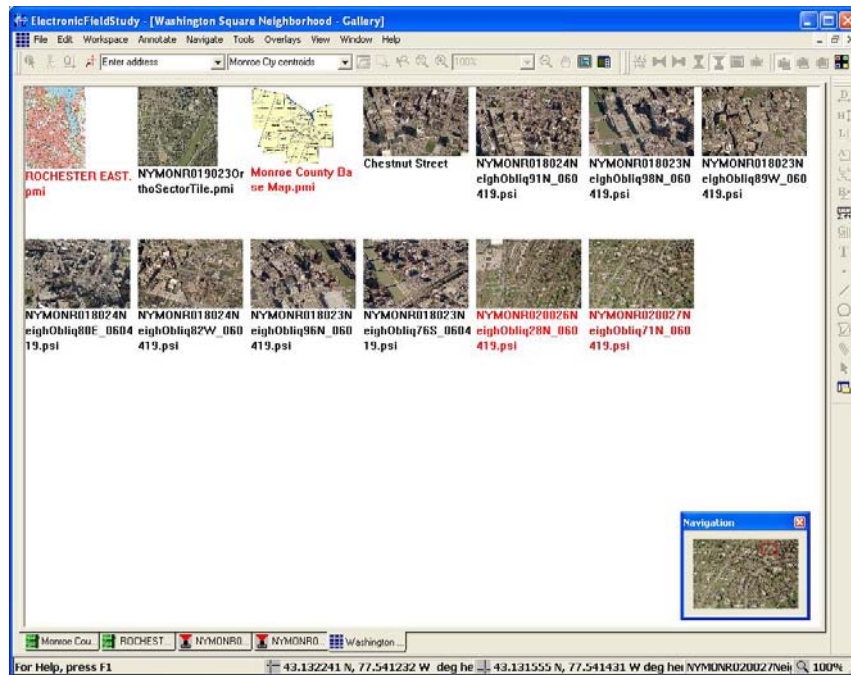 ElectronicFieldStudy - [Washington Square Neighborhood - Gallery]
File Edit Workspace Annotate Navigate Tools Overlays View Window Help
Enter address Monroe Cty centroids 100%
ROCHESTER EAST.
pmi
NYMONR019023Or
thoSectorTile.pmi
Monroe County Ba
se Map.pmi
Chestnut Street
NYMONR018024N
eighObliq91N_060
419.psi
NYMONR018023N
eighObliq98N_060
419.psi
NYMONR018023N
eighObliq89W_060
419.psi
NYMONR018024N
eighObliq80E_0604
19.psi
NYMONR018024N
eighObliq82W_060
419.psi
NYMONR018023N
eighObliq96N_060
419.psi
NYMONR018023N
eighObliq76S_0604
19.psi
NYMONR020026N
eighObliq28N_060
419.psi
NYMONR020027N
eighObliq71N_060
419.psi
Navigation
Monroe Cou... ROCHEST... NYMONR0... NYMONR0... Washington ...
For Help, press F1 43.132241 N, 77.541232 W deg he 43.131555 N, 77.541431 W deg hei NYMONR020027Nei 100%